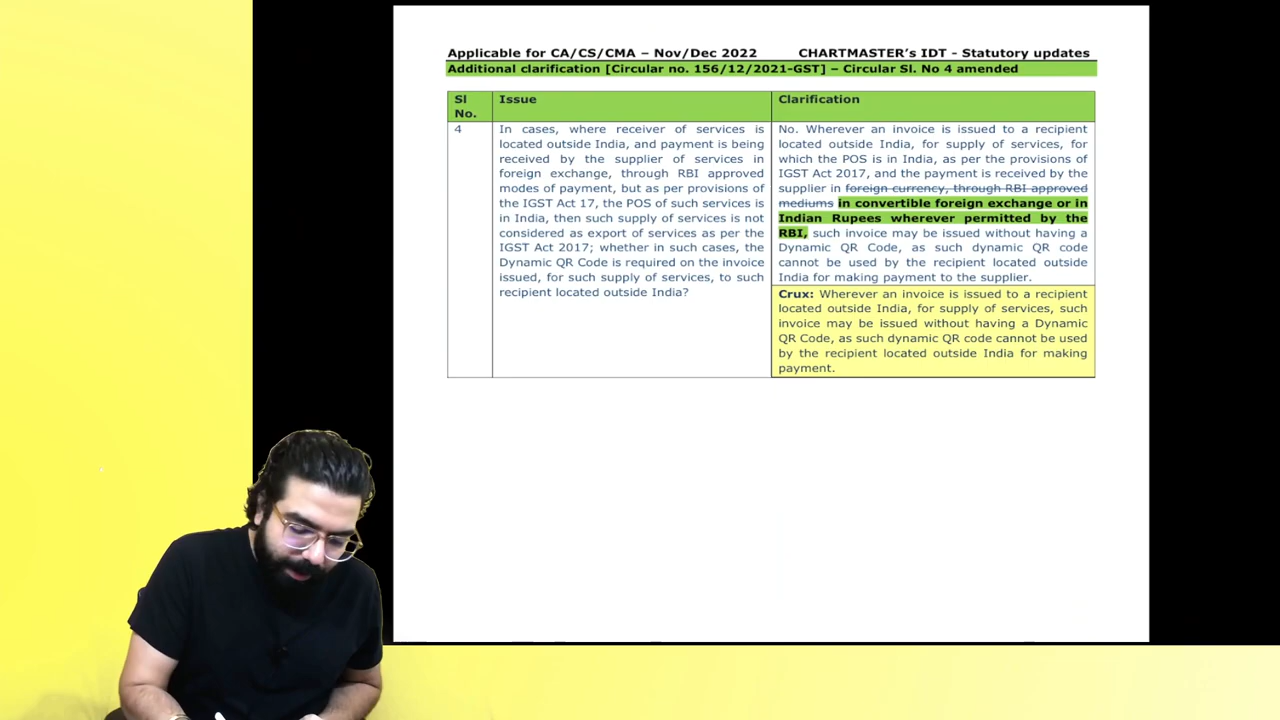 Applicable for CA/CS/CMA – Nov/Dec 2022 CHARTMASTER's IDT - Statutory updates
Additional clarification [Circular no. 156/12/2021-GST] – Circular Sl. No 4 amended
Sl No.
Issue
Clarification
4
In cases, where receiver of services is
located outside India, and payment is being
received by the supplier of services in
foreign exchange, through RBI approved
modes of payment, but as per provisions of
the IGST Act 17, the POS of such services is
in India, then such supply of services is not
considered as export of services as per the
IGST Act 2017; whether in such cases, the
Dynamic QR Code is required on the invoice
issued, for such supply of services, to such
recipient located outside India?
No. Wherever an invoice is issued to a recipient
located outside India, for supply of services, for
which the POS is in India, as per the provisions of
IGST Act 2017, and the payment is received by the
supplier in foreign currency, through RBI approved
mediums in convertible foreign exchange or in
Indian Rupees wherever permitted by the
RBI, such invoice may be issued without having a
Dynamic QR Code, as such dynamic QR code
cannot be used by the recipient located outside
India for making payment to the supplier.
Crux: Wherever an invoice is issued to a recipient
located outside India, for supply of services, such
invoice may be issued without having a Dynamic
QR Code, as such dynamic QR code cannot be used
by the recipient located outside India for making
payment.